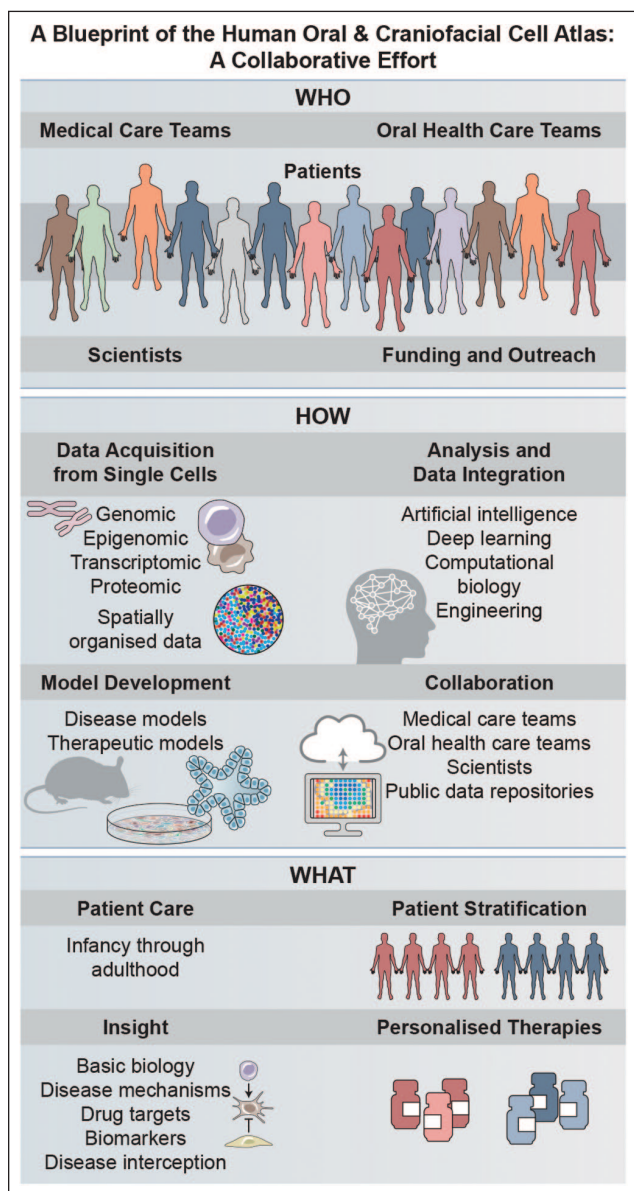 A Blueprint of the Human Oral & Craniofacial Cell Atlas:
A Collaborative Effort
WHO
Medical Care Teams
Oral Health Care Teams
Patients
Scientists
Funding and Outreach
HOW
Data Acquisition
from Single Cells
Genomic
Epigenomic
Transcriptomic
Proteomic
Spatially
organised data
Analysis and
Data Integration
Artificial intelligence
Deep learning
Computational
biology
Engineering
Model Development
Disease models
Therapeutic models
Collaboration
Medical care teams
Oral health care teams
Scientists
Public data repositories
WHAT
Patient Care
Infancy through
adulthood
Patient Stratification
Insight
Basic biology
Disease mechanisms
Drug targets
Biomarkers
Disease interception
Personalised Therapies